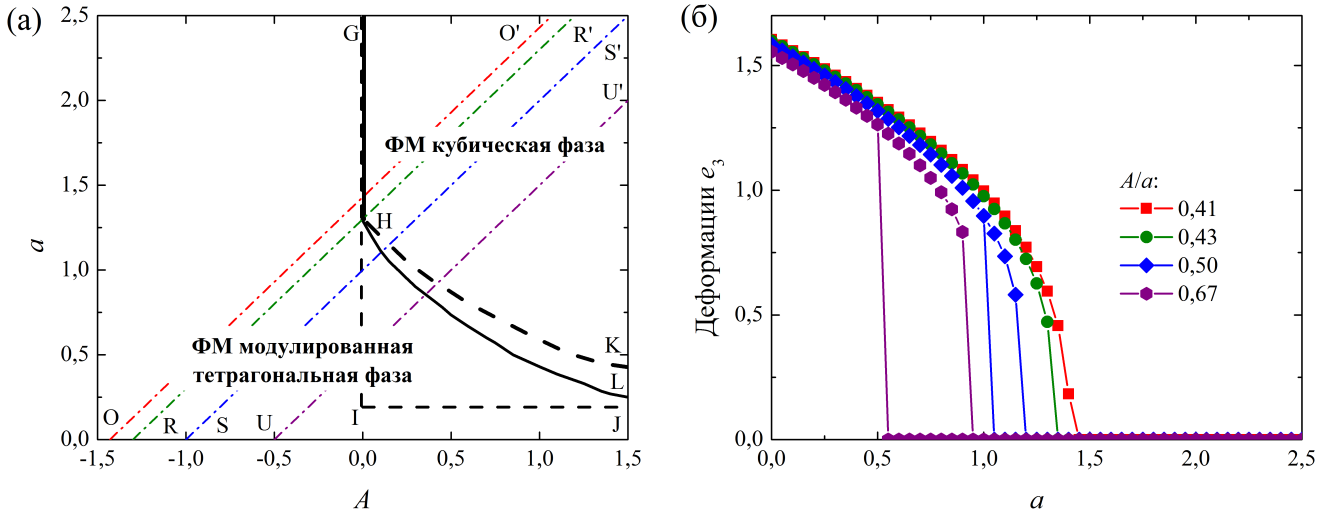 (а)
2,5
2,0
1,5
1,0
0,5
0,0
-1,5
-1,0
-0,5
0,0
0,5
1,0
1,5
a
A
G
O'
R'
S'
U'
ФМ кубическая фаза
H
K
L
ФМ модулированная
тетрагональная фаза
O
R
S
U
I
J
(б)
Деформации e3
1,5
1,0
0,5
0,0
0,0
0,5
1,0
1,5
2,0
2,5
a
A/a:
0,41
0,43
0,50
0,67